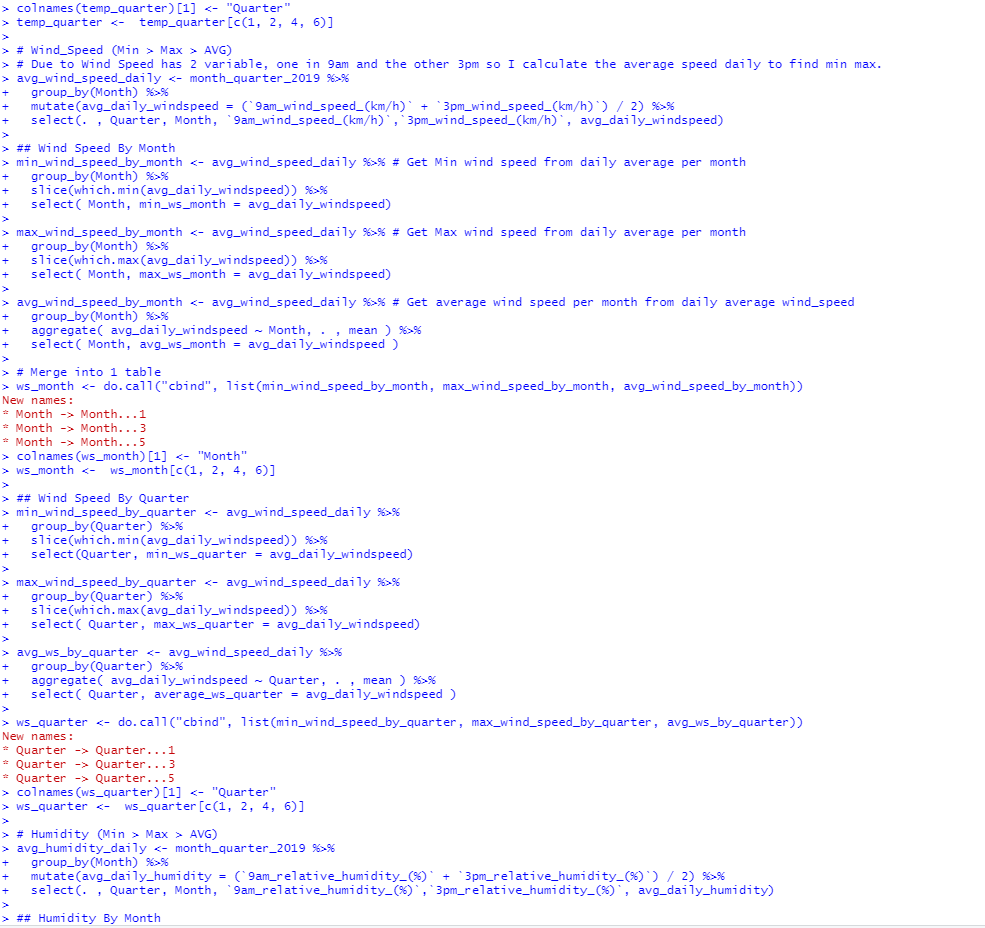 > colnames(temp_quarter)[1] <- "Quarter"
> temp_quarter <-  temp_quarter[c(1, 2, 4, 6)]
>
> # Wind_Speed (Min > Max > AVG)
> # Due to Wind Speed has 2 variable, one in 9am and the other 3pm so I calculate the average speed daily to find min max.
> avg_wind_speed_daily <- month_quarter_2019 %>%
+   group_by(Month) %>%
+   mutate(avg_daily_windspeed = (`9am_wind_speed_(km/h)` + `3pm_wind_speed_(km/h)`) / 2) %>%
+   select(. , Quarter, Month, `9am_wind_speed_(km/h)`,`3pm_wind_speed_(km/h)`, avg_daily_windspeed)
>
> ## Wind Speed By Month
> min_wind_speed_by_month <- avg_wind_speed_daily %>% # Get Min wind speed from daily average per month
+   group_by(Month) %>%
+   slice(which.min(avg_daily_windspeed)) %>%
+   select( Month, min_ws_month = avg_daily_windspeed)
>
> max_wind_speed_by_month <- avg_wind_speed_daily %>% # Get Max wind speed from daily average per month
+   group_by(Month) %>%
+   slice(which.max(avg_daily_windspeed)) %>%
+   select( Month, max_ws_month = avg_daily_windspeed)
>
> avg_wind_speed_by_month <- avg_wind_speed_daily %>% # Get average wind speed per month from daily average wind_speed
+   group_by(Month) %>%
+   aggregate( avg_daily_windspeed ~ Month, . , mean ) %>%
+   select( Month, avg_ws_month = avg_daily_windspeed )
>
> # Merge into 1 table
> ws_month <- do.call("cbind", list(min_wind_speed_by_month, max_wind_speed_by_month, avg_wind_speed_by_month))
New names:
* Month -> Month...1
* Month -> Month...3
* Month -> Month...5
> colnames(ws_month)[1] <- "Month"
> ws_month <-  ws_month[c(1, 2, 4, 6)]
>
> ## Wind Speed By Quarter
> min_wind_speed_by_quarter <- avg_wind_speed_daily %>%
+   group_by(Quarter) %>%
+   slice(which.min(avg_daily_windspeed)) %>%
+   select(Quarter, min_ws_quarter = avg_daily_windspeed)
>
> max_wind_speed_by_quarter <- avg_wind_speed_daily %>%
+   group_by(Quarter) %>%
+   slice(which.max(avg_daily_windspeed)) %>%
+   select( Quarter, max_ws_quarter = avg_daily_windspeed)
>
> avg_ws_by_quarter <- avg_wind_speed_daily %>%
+   group_by(Quarter) %>%
+   aggregate( avg_daily_windspeed ~ Quarter, . , mean ) %>%
+   select( Quarter, average_ws_quarter = avg_daily_windspeed )
>
> ws_quarter <- do.call("cbind", list(min_wind_speed_by_quarter, max_wind_speed_by_quarter, avg_ws_by_quarter))
New names:
* Quarter -> Quarter...1
* Quarter -> Quarter...3
* Quarter -> Quarter...5
> colnames(ws_quarter)[1] <- "Quarter"
> ws_quarter <-  ws_quarter[c(1, 2, 4, 6)]
>
> # Humidity (Min > Max > AVG)
> avg_humidity_daily <- month_quarter_2019 %>%
+   group_by(Month) %>%
+   mutate(avg_daily_humidity = (`9am_relative_humidity_(%)` + `3pm_relative_humidity_(%)`) / 2) %>%
+   select(. , Quarter, Month, `9am_relative_humidity_(%)`,`3pm_relative_humidity_(%)`, avg_daily_humidity)
>
> ## Humidity By Month